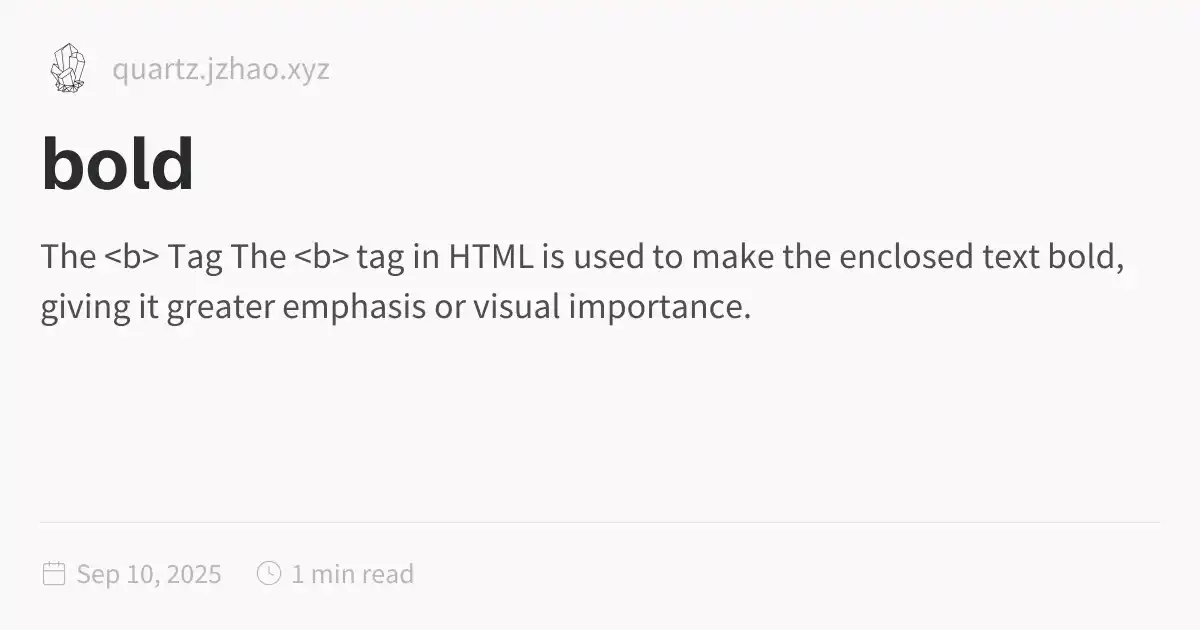 quartz.jzhao.xyz
bold
The <b> Tag The <b> tag in HTML is used to make the enclosed text bold,
giving it greater emphasis or visual importance.
Sep 10, 2025 1 min read